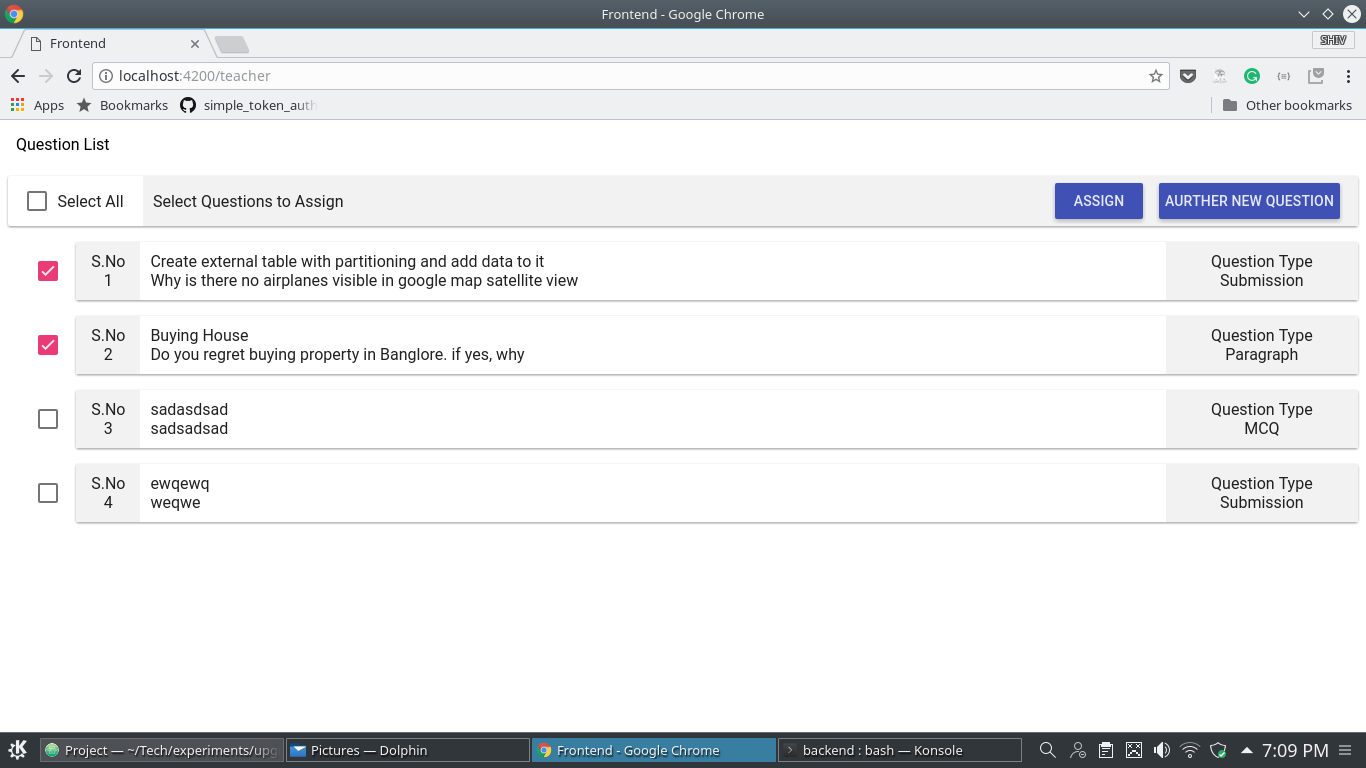 Frontend - Google Chrome
Frontend
SHIV
localhost:4200/teacher
Apps Bookmarks simple_token_auth Other bookmarks
Question List
Select All Select Questions to Assign ASSIGN AURTHER NEW QUESTION
S.No Create external table with partitioning and add data to it Question Type
1 Why is there no airplanes visible in google map satellite view Submission
S.No Buying House Question Type
2 Do you regret buying property in Banglore. if yes, why Paragraph
S.No sadasdsad Question Type
3 sadsadsad MCQ
S.No ewqewq Question Type
4 weqwe Submission
Project — ~/Tech/experiments/upg Pictures — Dolphin Frontend - Google Chrome backend : bash — Konsole 7:09 PM